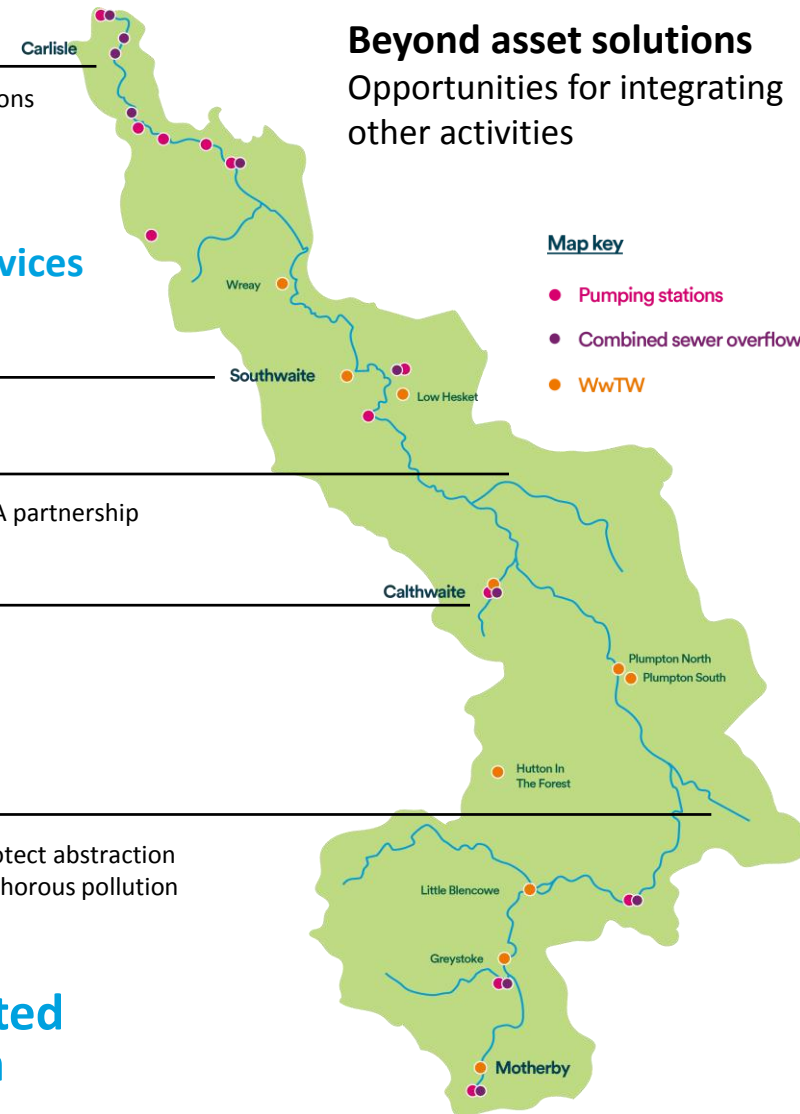 Beyond asset solutions
Opportunities for integrating
other activities
Carlisle
ons
vices
Map key
Pumping stations
Combined sewer overflow
WwTW
Wreay
Southwaite
Low Hesket
A partnership
Calthwaite
Plumpton North
Plumpton South
Hutton In
The Forest
otect abstraction
horous pollution
Little Blencowe
Greystoke
ted
Motherby